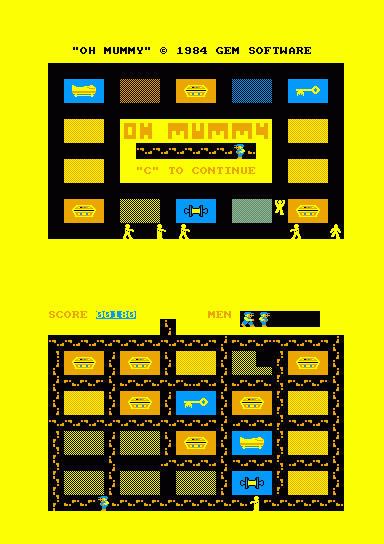 "OH MUMMY" © 1984 GEM SOFTWARE
OH MUMMY
"C" TO CONTINUE
SCORE 00180 MEN